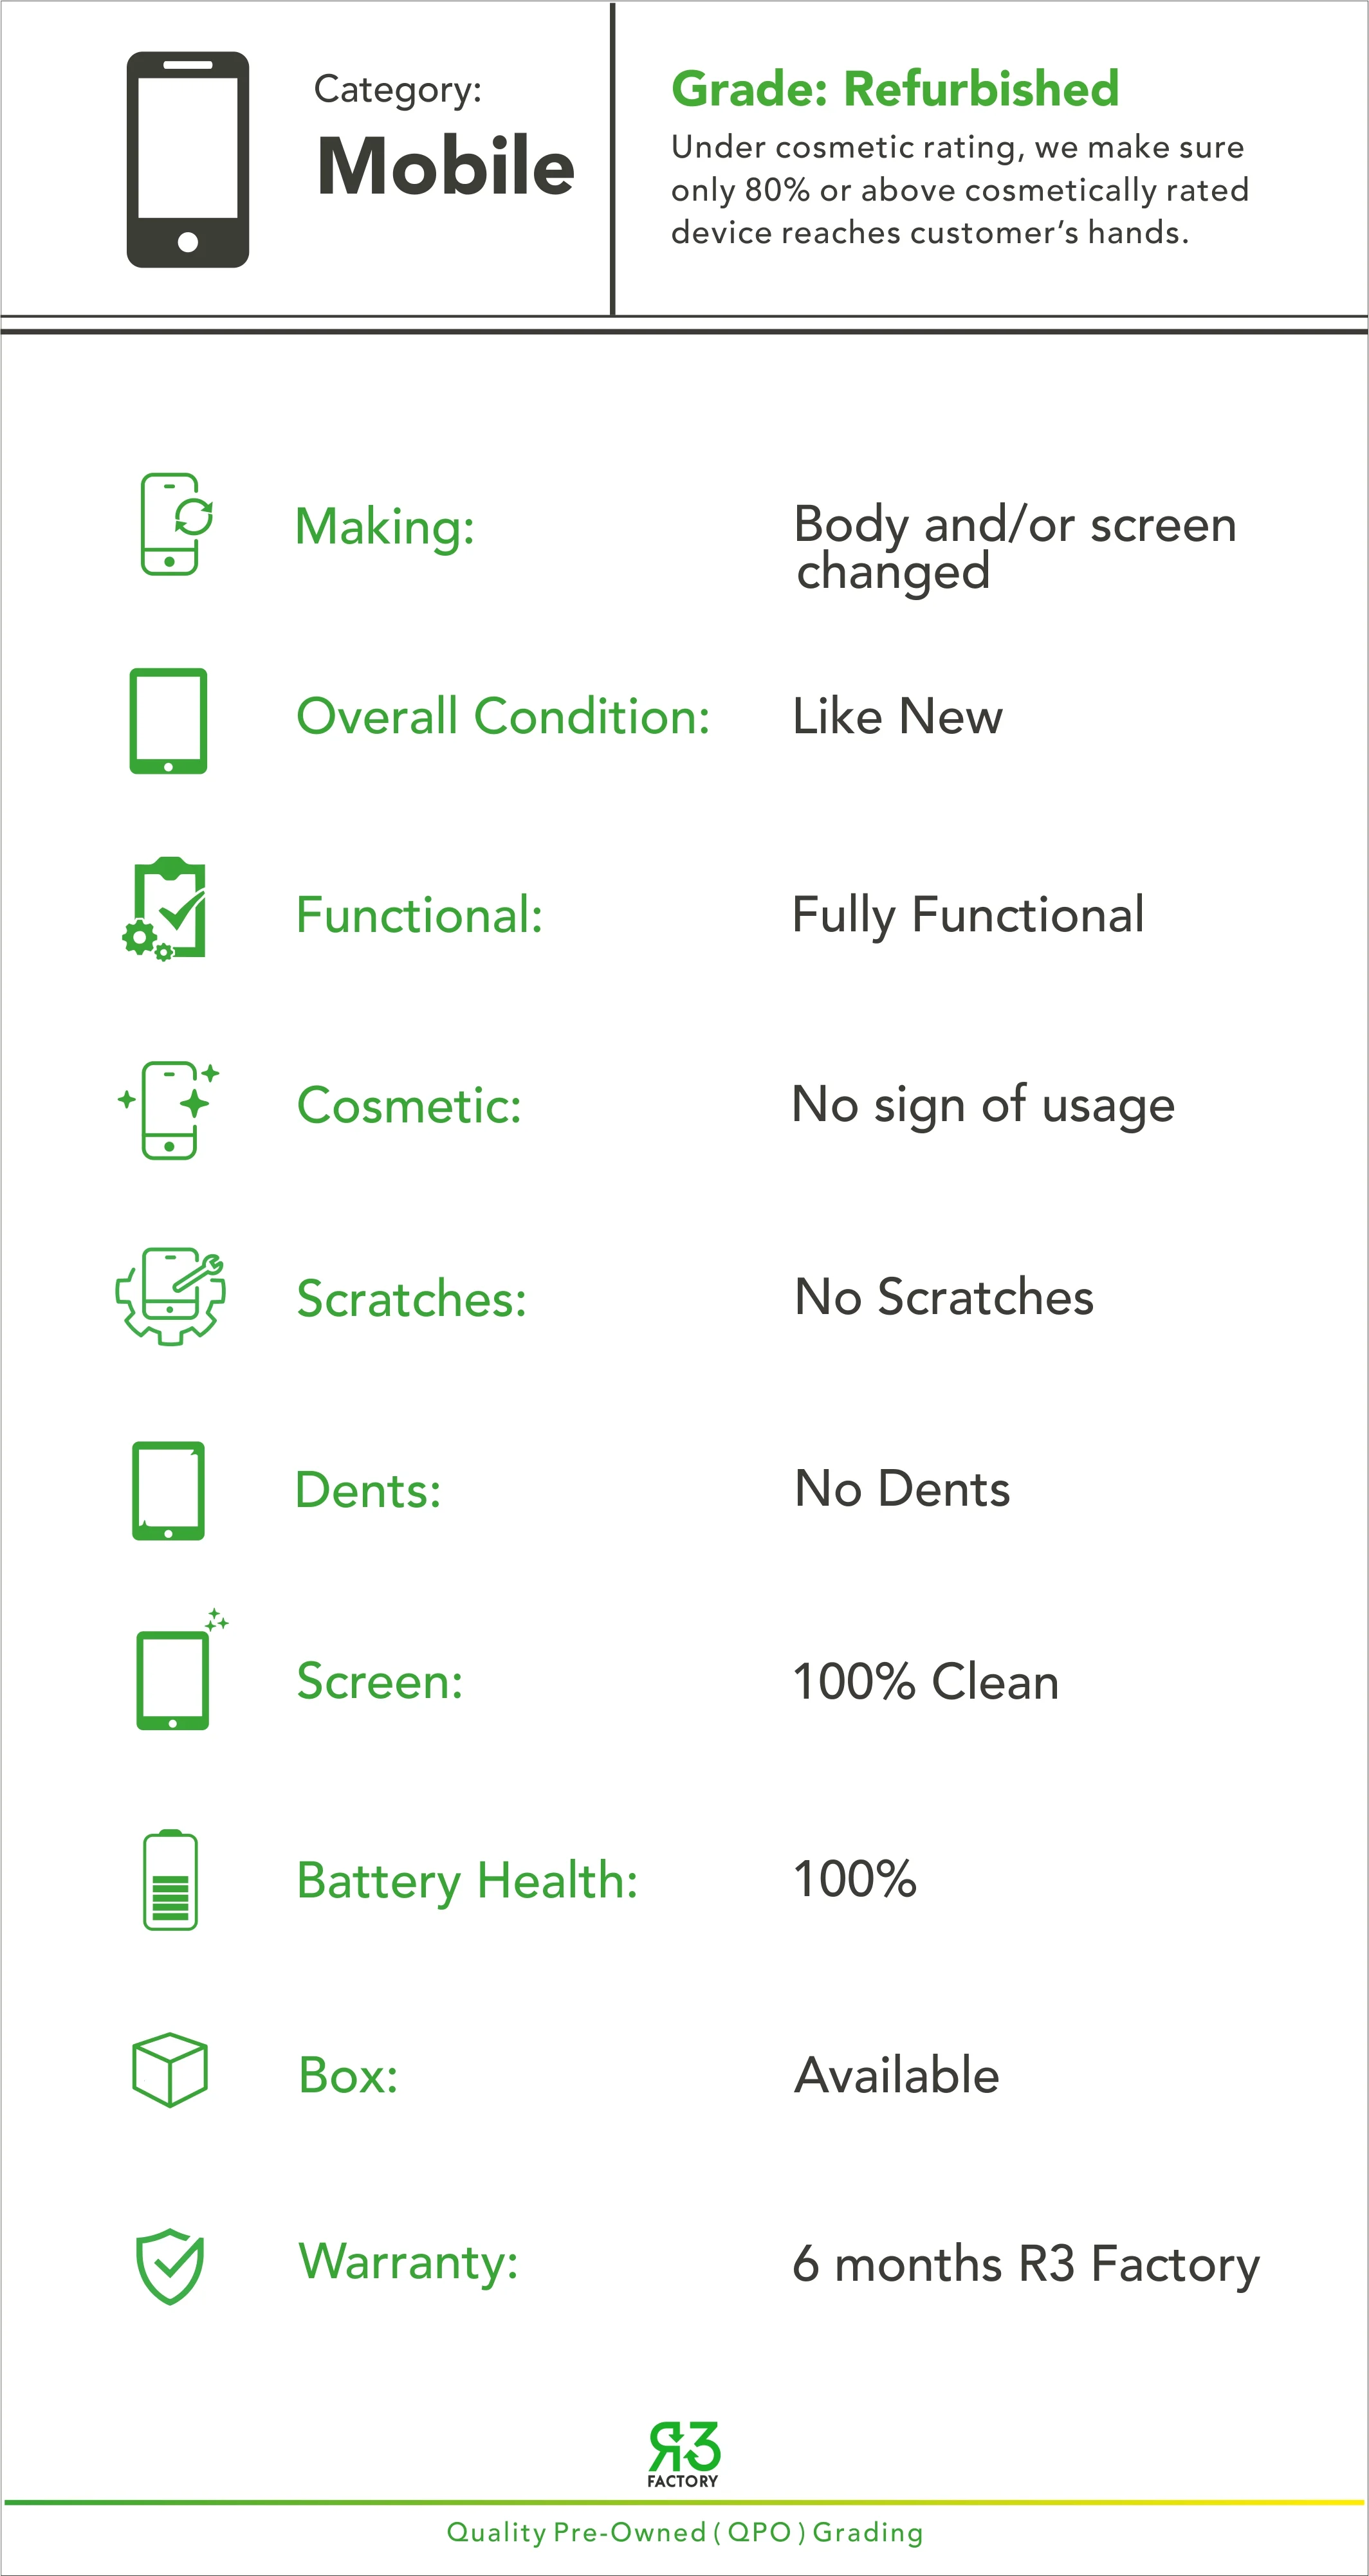 Category:
Mobile
Grade: Refurbished
Under cosmetic rating, we make sure
only 80% or above cosmetically rated
device reaches customer’s hands.
Making:
Body and/or screen
changed
Overall Condition:
Like New
Functional:
Fully Functional
Cosmetic:
No sign of usage
Scratches:
No Scratches
Dents:
No Dents
Screen:
100% Clean
Battery Health:
100%
Box:
Available
Warranty:
6 months R3 Factory
R3
FACTORY
Quality Pre-Owned ( QPO ) Grading